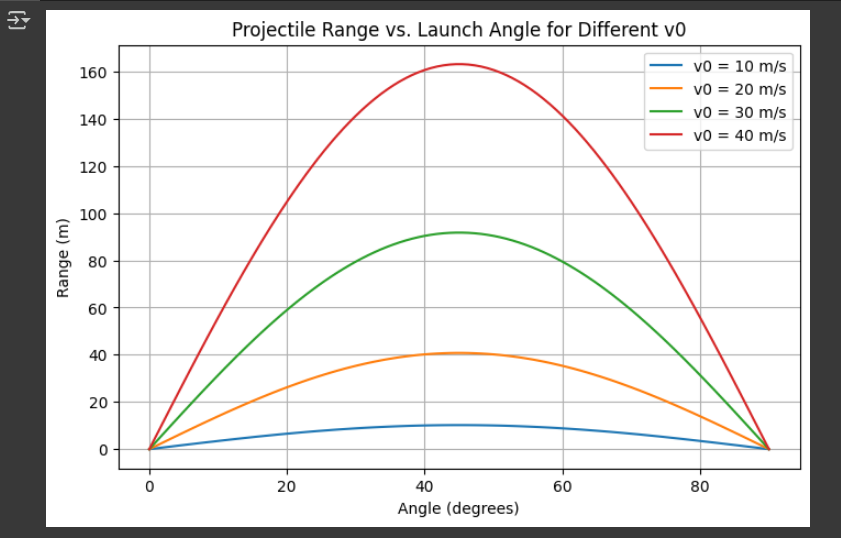 Projectile Range vs. Launch Angle for Different v0
v0 = 10 m/s
v0 = 20 m/s
v0 = 30 m/s
v0 = 40 m/s
Range (m)
160
140
120
100
80
60
40
20
0
0 20 40 60 80
Angle (degrees)